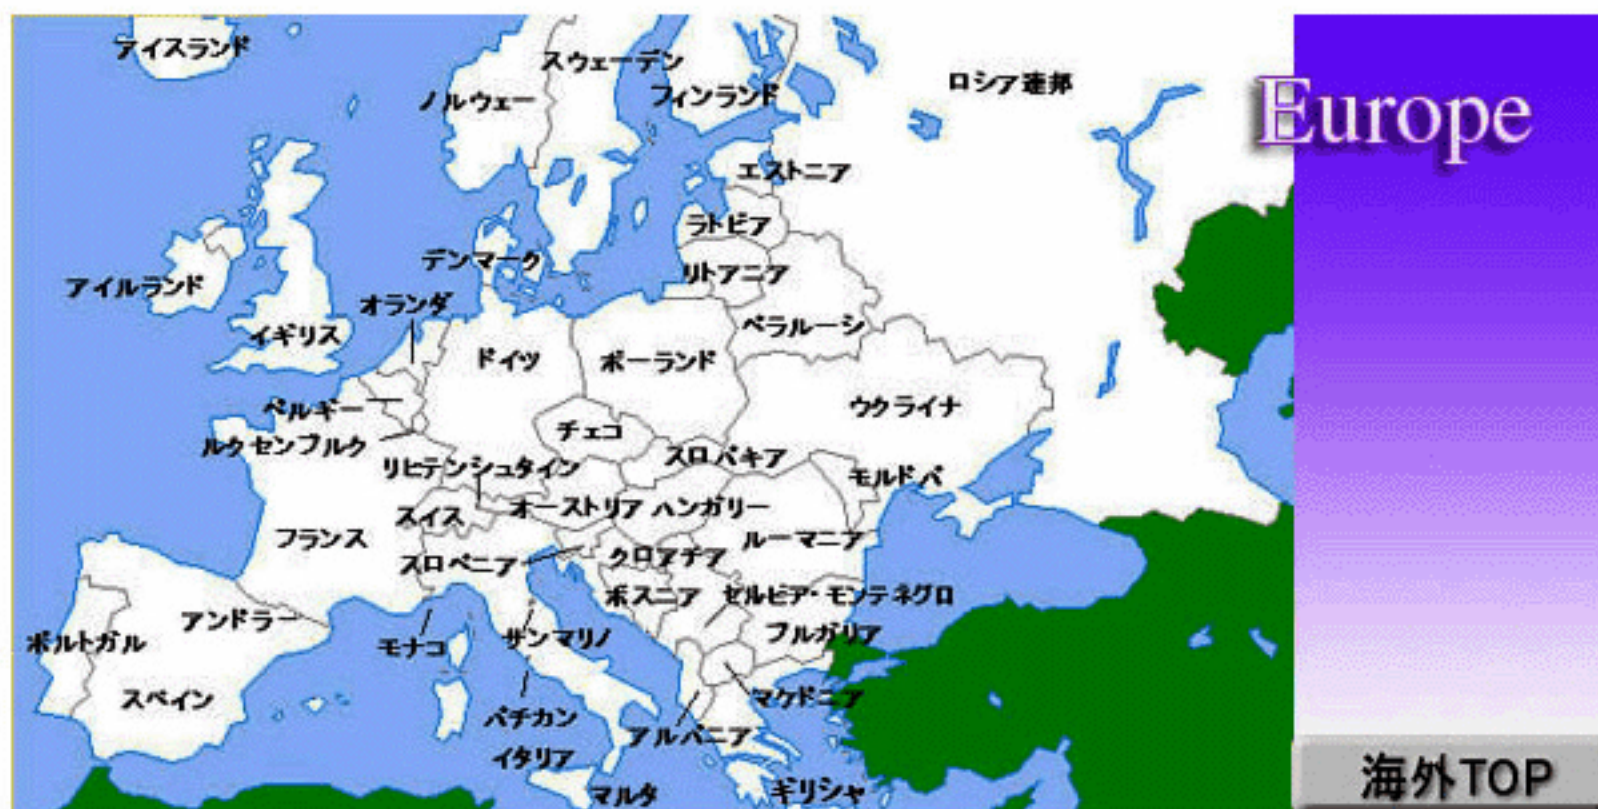 アイスランド
スウェーデン
ノルウェー
フィンランド
ロシア連邦
Europe
エストニア
ラトビア
リトアニア
デンマーク
アイルランド
オランダ
イギリス
ベラルーシ
ドイツ
ポーランド
ベルギー
ウクライナ
チェコ
ルクセンブルク
スロバキア
リヒテンシュタイン
モルドバ
スイス
オーストリア
ハンガリー
フランス
ルーマニア
スロベニア
クロアチア
ボスニア
セルビア・モンテネグロ
アンドラ
ポルトガル
モナコ
サンマリノ
ブルガリア
スペイン
マケドニア
バチカン
アルバニア
イタリア
マルタ
ギリシャ
海外TOP